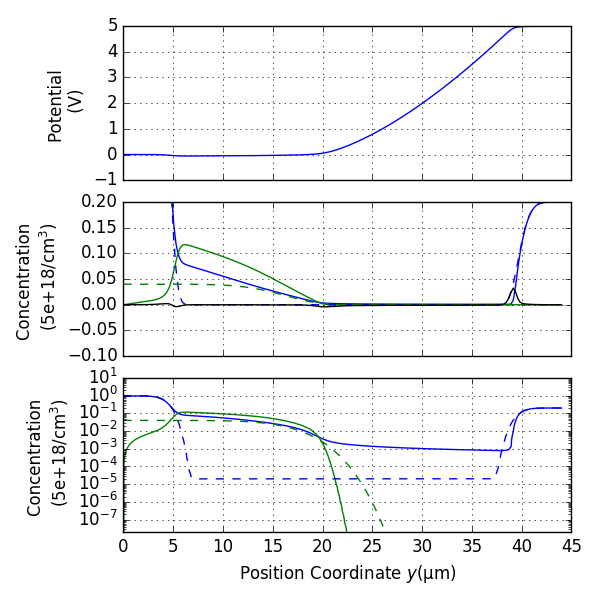 5
4
3
2
1
0
−1
Potential
(V)
0.20
0.15
0.10
0.05
0.00
−0.05
−0.10
Concentration
(5e+18/cm³)
10¹
10⁰
10⁻¹
10⁻²
10⁻³
10⁻⁴
10⁻⁵
10⁻⁶
10⁻⁷
Concentration
(5e+18/cm³)
0 5 10 15 20 25 30 35 40 45
Position Coordinate y(µm)